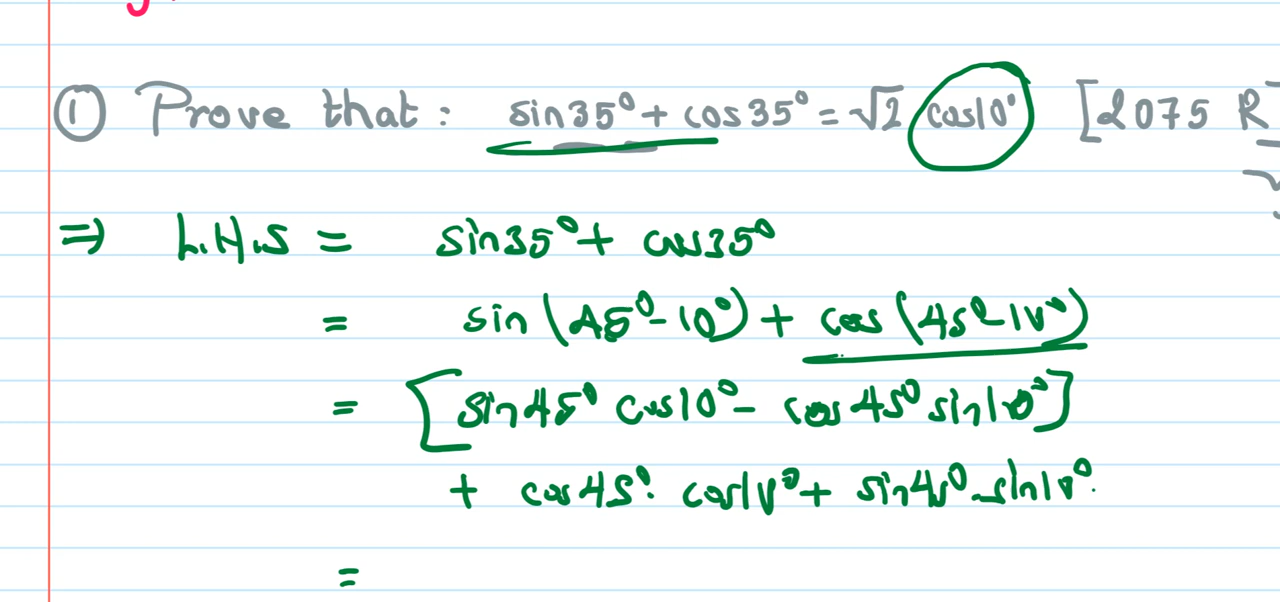 ① Prove that : sin35° + cos35° = √2 cos10° [2075 R]
⇒ L.H.S = sin35° + cos35°
= sin(45°-10°) + cos(45°-10°)
= [sin45° cos10° - cos45° sin10°]
+ cos45° cos10° + sin45° sin10°
=